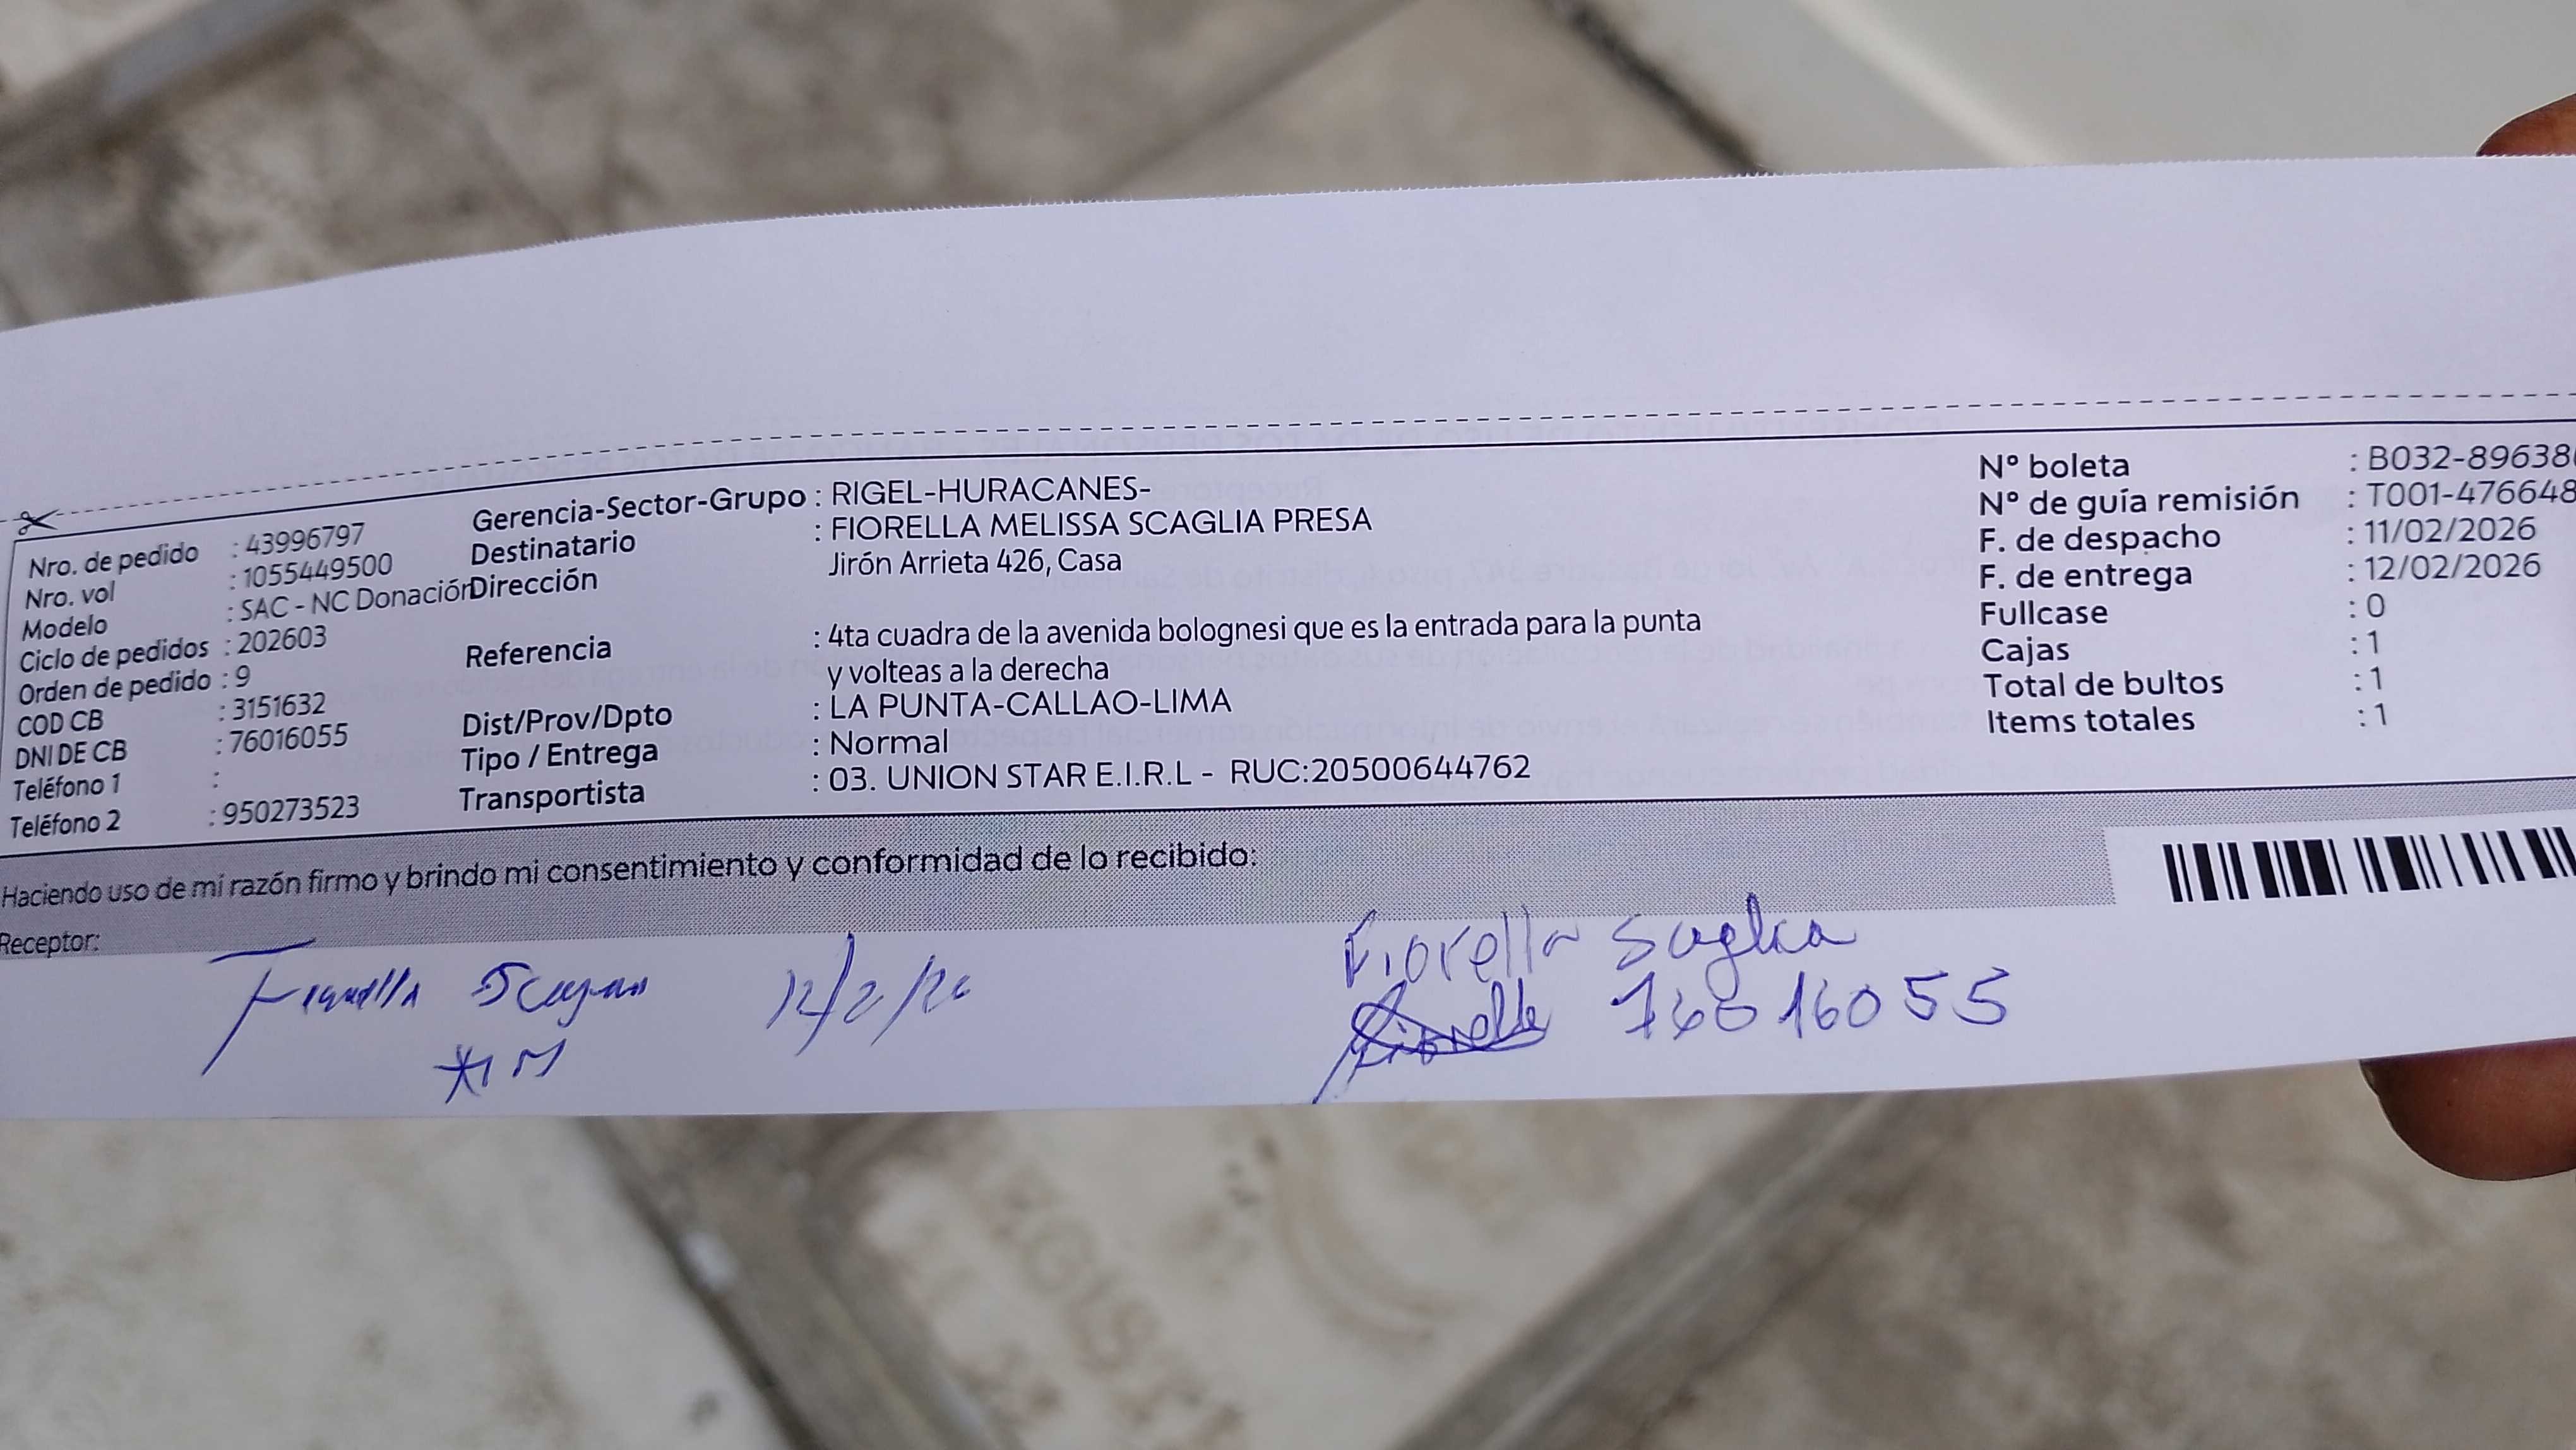 Nro. de pedido : 43996797
Nro. vol : 1055449500
Modelo : SAC - NC Donación
Ciclo de pedidos : 202603
Orden de pedido : 9
COD CB : 3151632
DNI DE CB : 76016055
Teléfono 1 :
Teléfono 2 : 950273523
Gerencia-Sector-Grupo : RIGEL-HURACANES-
Destinatario : FIORELLA MELISSA SCAGLIA PRESA
Dirección Jirón Arrieta 426, Casa
Referencia : 4ta cuadra de la avenida bolognesi que es la entrada para la punta
y volteas a la derecha
Dist/Prov/Dpto : LA PUNTA-CALLAO-LIMA
Tipo / Entrega : Normal
Transportista : 03. UNION STAR E.I.R.L - RUC:20500644762
Nº boleta : B032-89638
Nº de guía remisión : T001-476648
F. de despacho : 11/02/2026
F. de entrega : 12/02/2026
Fullcase : 0
Cajas : 1
Total de bultos : 1
Items totales : 1
Haciendo uso de mi razón firmo y brindo mi consentimiento y conformidad de lo recibido:
Receptor:
12/2/26
Fiorella Scaglia
76016055